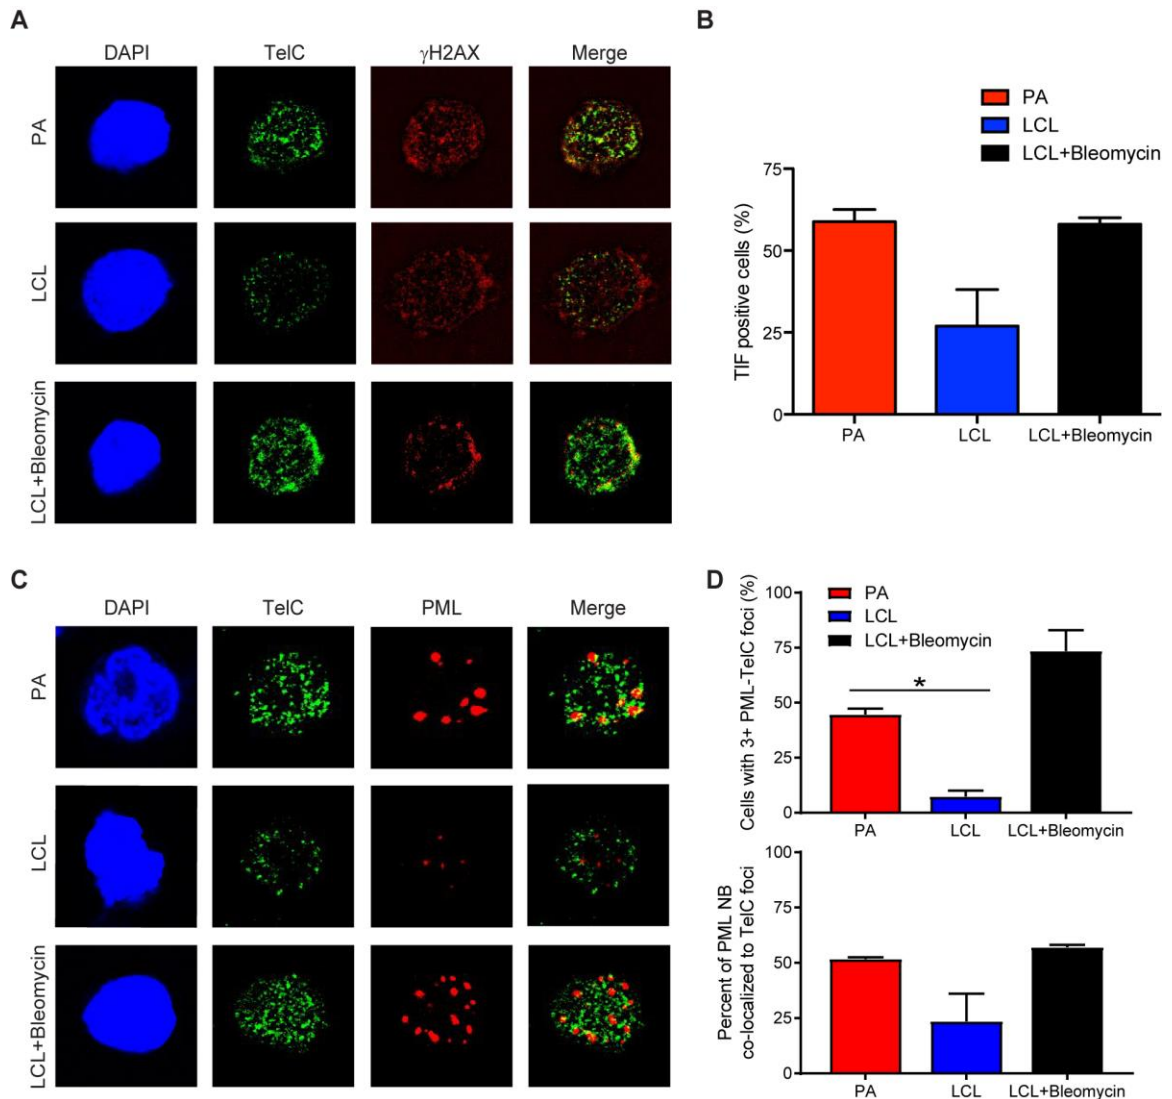 A
DAPI TelC γH2AX Merge
PA
LCL
LCL+Bleomycin
B
PA
LCL
LCL+Bleomycin
TIF positive cells (%)
75
50
25
0
PA LCL LCL+Bleomycin
C
DAPI TelC PML Merge
PA
LCL
LCL+Bleomycin
D
PA
LCL
LCL+Bleomycin
Cells with 3+ PML-TelC foci (%)
100
75
50
25
0
*
PA LCL LCL+Bleomycin
Percent of PML NB
co-localized to TelC foci
100
50
25
0
PA LCL LCL+Bleomycin